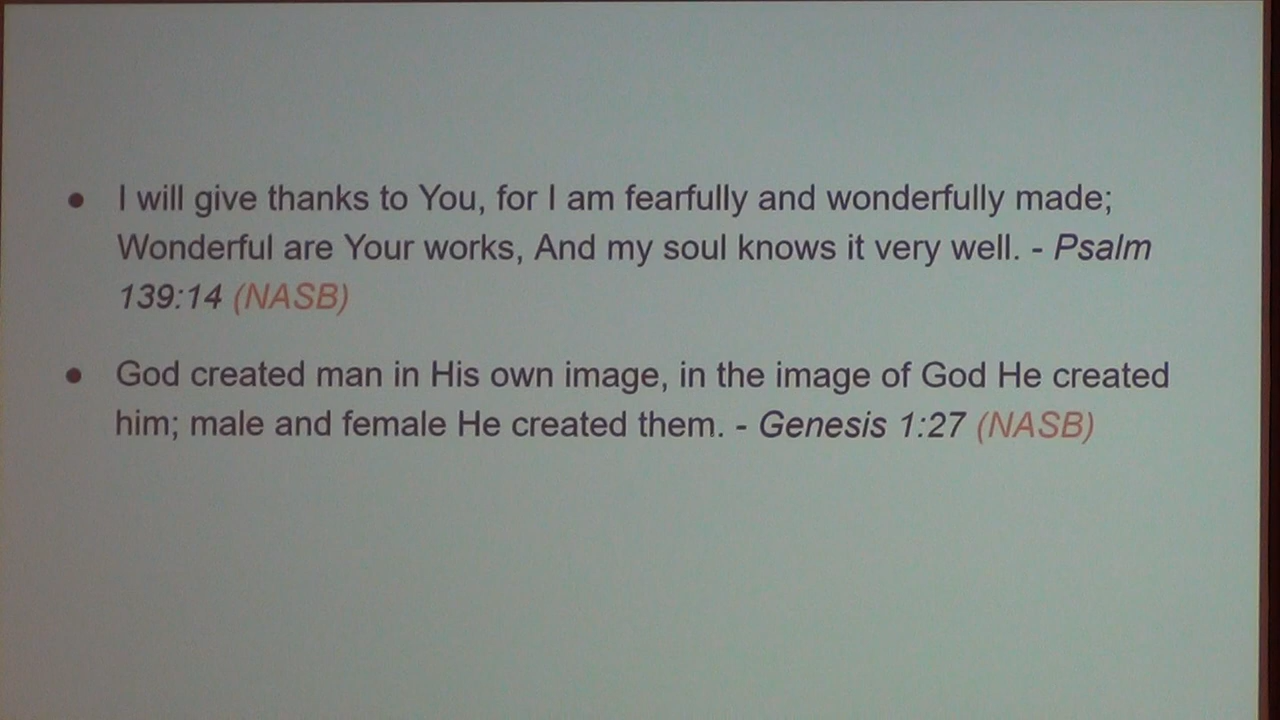 ● I will give thanks to You, for I am fearfully and wonderfully made;
Wonderful are Your works, And my soul knows it very well. - Psalm
139:14 (NASB)
● God created man in His own image, in the image of God He created
him; male and female He created them. - Genesis 1:27 (NASB)